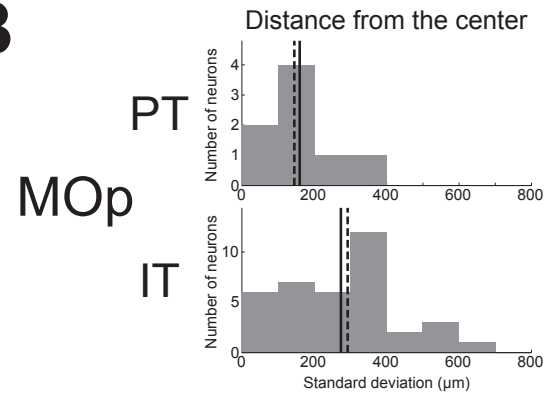 B
Distance from the center
PT
Number of neurons
4
3
2
1
0
0 200 400 600 800
MOp
IT
Number of neurons
10
5
0
0 200 400 600 800
Standard deviation (μm)